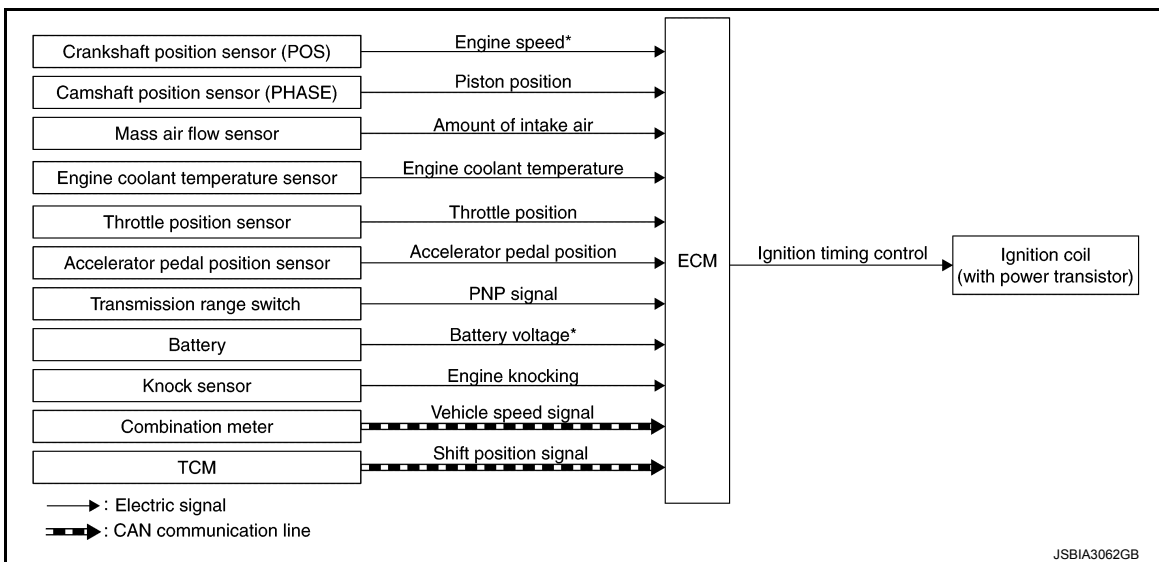 Crankshaft position sensor (POS)
Engine speed*
Camshaft position sensor (PHASE)
Piston position
Mass air flow sensor
Amount of intake air
Engine coolant temperature sensor
Engine coolant temperature
Throttle position sensor
Throttle position
Accelerator pedal position sensor
Accelerator pedal position
Transmission range switch
PNP signal
Battery
Battery voltage*
Knock sensor
Engine knocking
Combination meter
Vehicle speed signal
TCM
Shift position signal
ECM
Ignition timing control
Ignition coil
(with power transistor)
: Electric signal
: CAN communication line
JSBIA3062GB